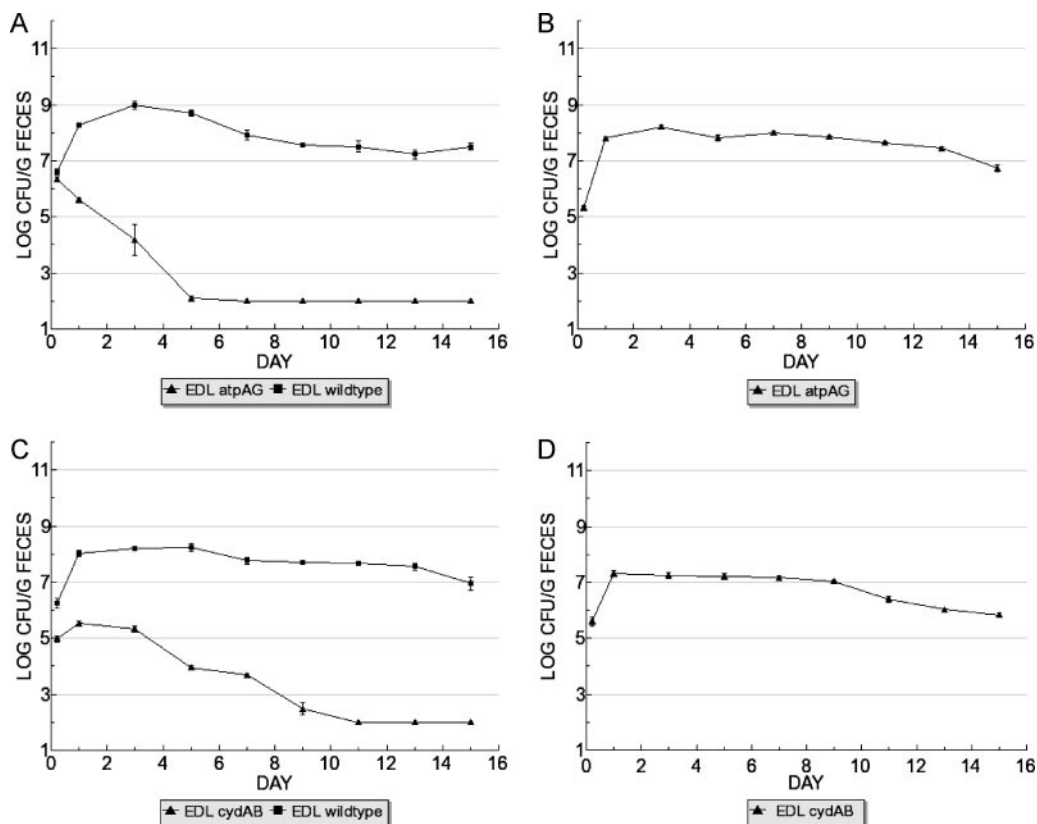 A
LOG CFU/G FECES
11
9
7
5
3
1
0 2 4 6 8 10 12 14 16
DAY
EDL atpAG EDL wildtype
B
LOG CFU/G FECES
11
9
7
5
3
1
0 2 4 6 8 10 12 14 16
DAY
EDL atpAG
C
LOG CFU/G FECES
11
9
7
5
3
1
0 2 4 6 8 10 12 14 16
DAY
EDL cydAB EDL wildtype
D
LOG CFU/G FECES
11
9
7
5
3
1
0 2 4 6 8 10 12 14 16
DAY
EDL cydAB